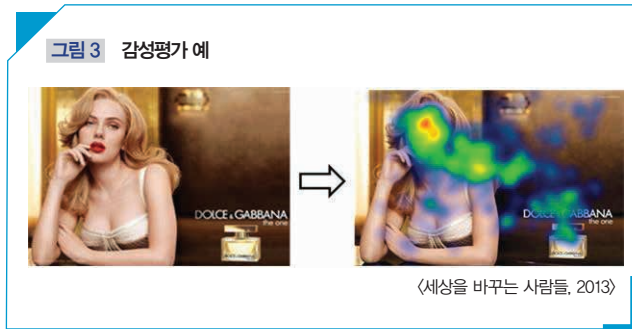 그림 3 감성평가 예
DOLCE & GABBANA
the one
DOLCE & GABBANA
the one
〈세상을 바꾸는 사람들, 2013〉